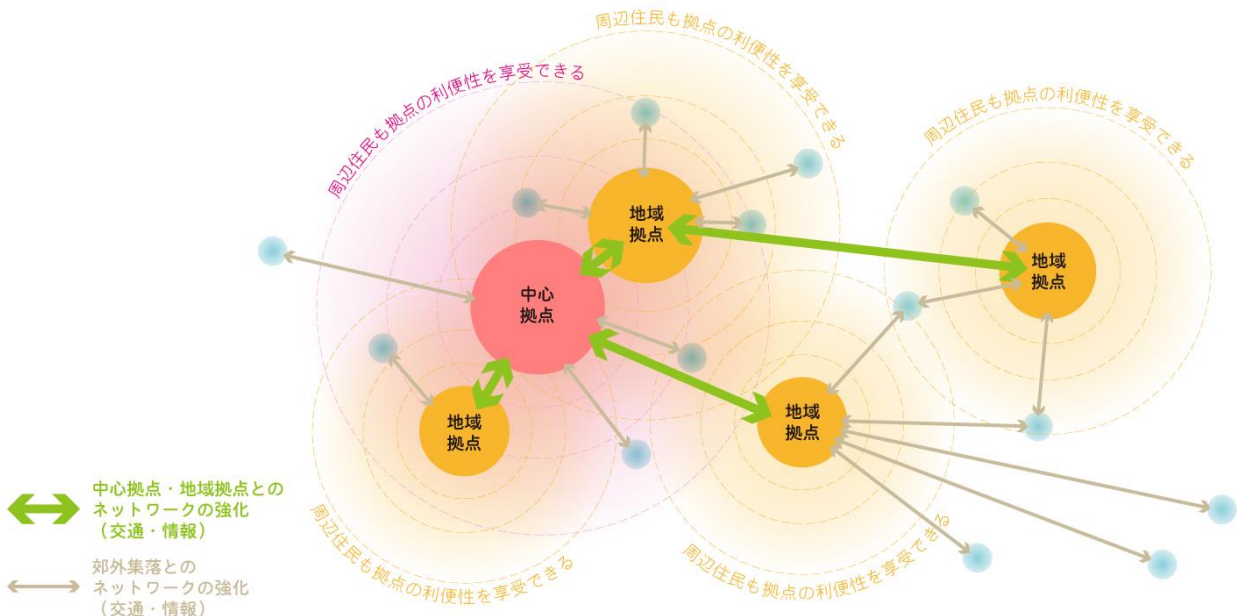 周辺住民も拠点の利便性を享受できる
周辺住民も拠点の利便性を享受できる
周辺住民も拠点の利便性を享受できる
地域
拠点
地域
拠点
中心
拠点
地域
拠点
地域
拠点
中心拠点・地域拠点との
ネットワークの強化
（交通・情報）
郊外集落との
ネットワークの強化
（交通・情報）
周辺住民も拠点の利便性を享受できる
周辺住民も拠点の利便性を享受できる